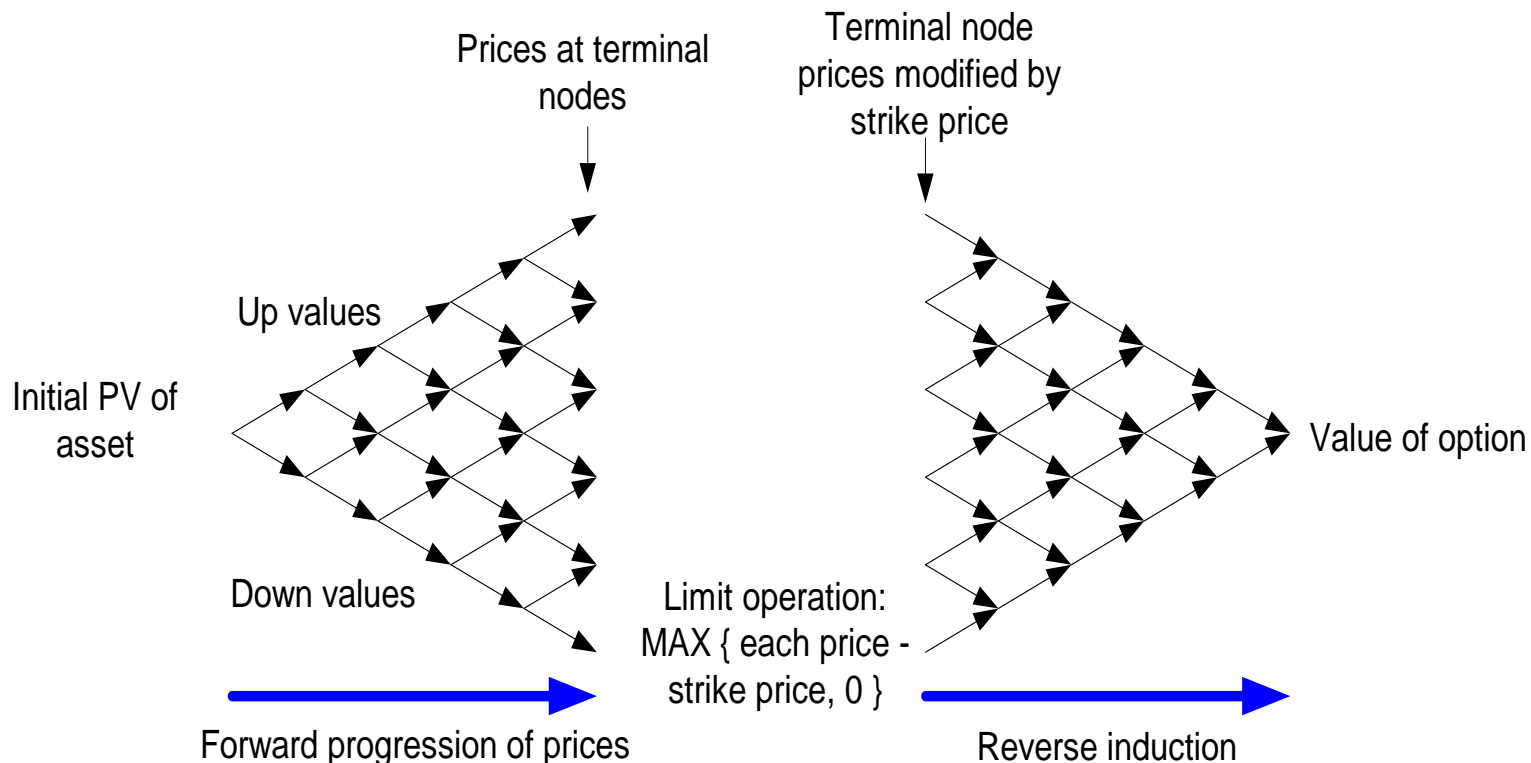 Prices at terminal
nodes
Terminal node
prices modified by
strike price
Up values
Initial PV of
asset
Value of option
Down values
Limit operation:
MAX { each price -
strike price, 0 }
Forward progression of prices
Reverse induction